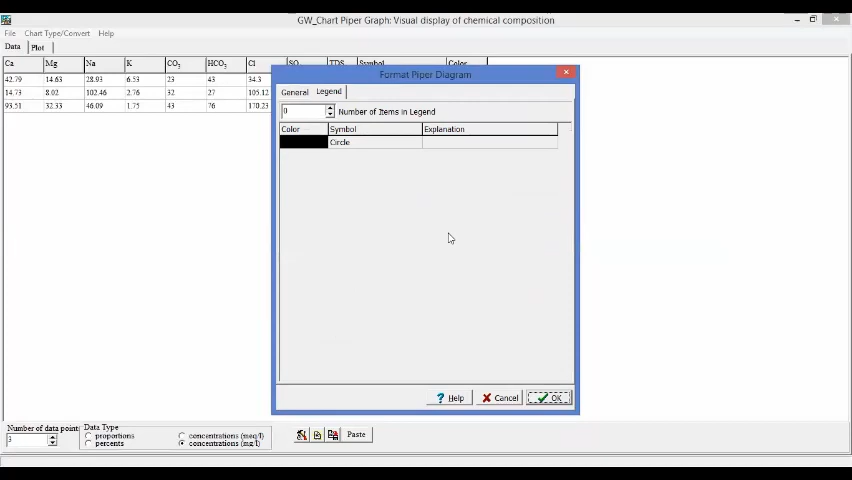 GW_Chart Piper Graph: Visual display of chemical composition
File Chart Type/Convert Help
Data Plot
Ca Mg Na K CO3 HCO3 Cl SO TDS Symbol Color
42.79 14.63 28.93 6.53 23 43 34.3
14.73 8.02 102.46 2.76 32 27 105.12
93.51 32.33 46.09 1.75 43 76 170.23
Format Piper Diagram
General Legend
0 Number of Items in Legend
Color Symbol Explanation
Circle
Help Cancel OK
Number of data point
3
Data Type
proportions concentrations (meq/l)
percents concentrations (mg/l)
Paste